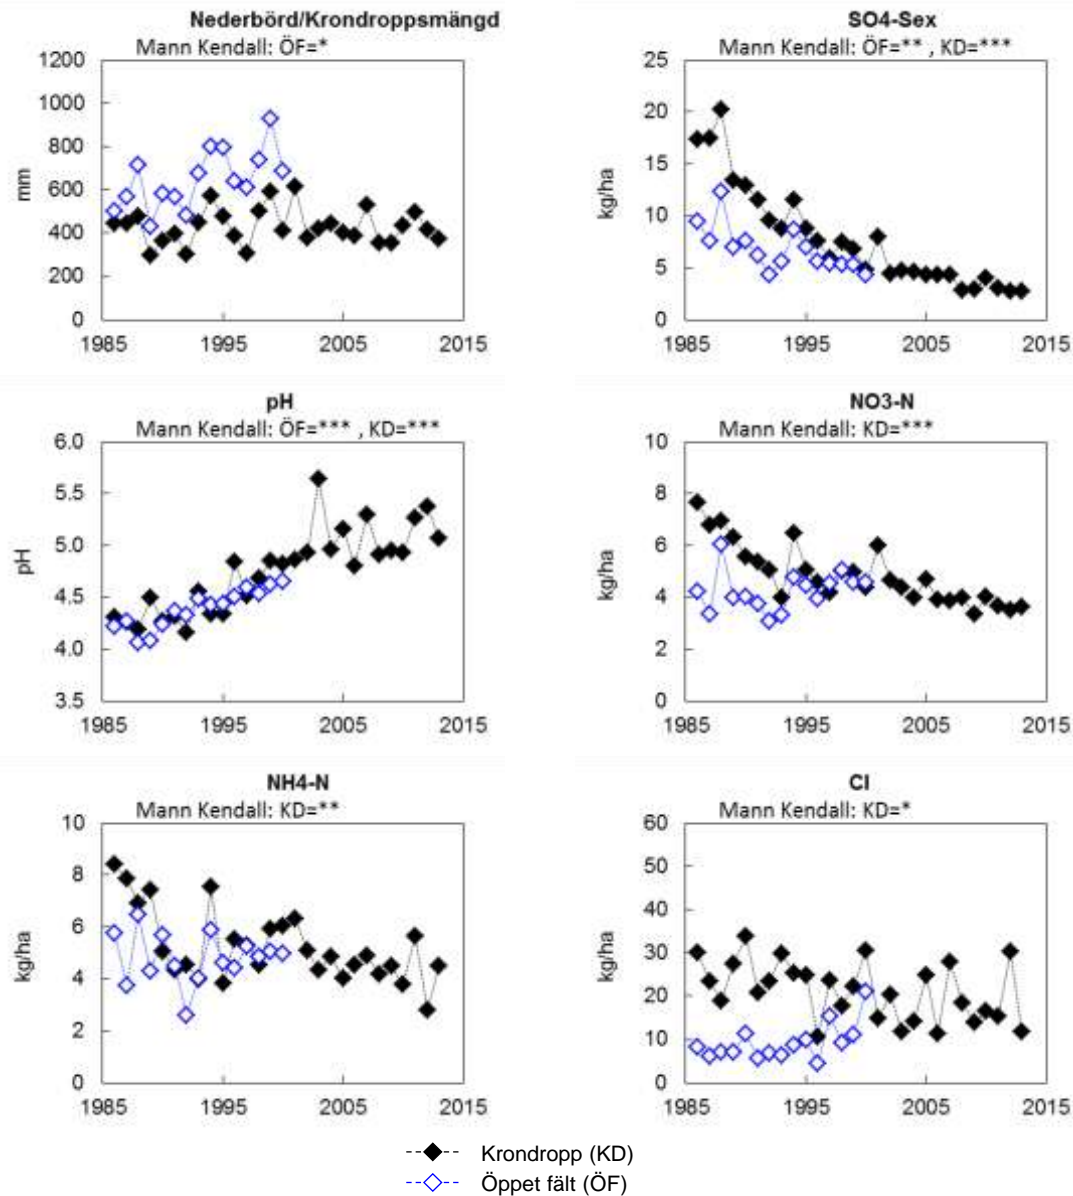 Nederbörd/Krondroppsmängd
Mann Kendall: ÖF=*
1200
1000
800
600
400
200
0
mm
1985 1995 2005 2015
SO4-Sex
Mann Kendall: ÖF=** , KD=***
25
20
15
10
5
0
kg/ha
1985 1995 2005 2015
pH
Mann Kendall: ÖF=*** , KD=***
6.0
5.5
5.0
4.5
4.0
3.5
pH
1985 1995 2005 2015
NO3-N
Mann Kendall: KD=***
10
8
6
4
2
0
kg/ha
1985 1995 2005 2015
NH4-N
Mann Kendall: KD=**
10
8
6
4
2
0
kg/ha
1985 1995 2005 2015
Cl
Mann Kendall: KD=*
60
50
40
30
20
10
0
kg/ha
1985 1995 2005 2015
Krondropp (KD)
Öppet fält (ÖF)